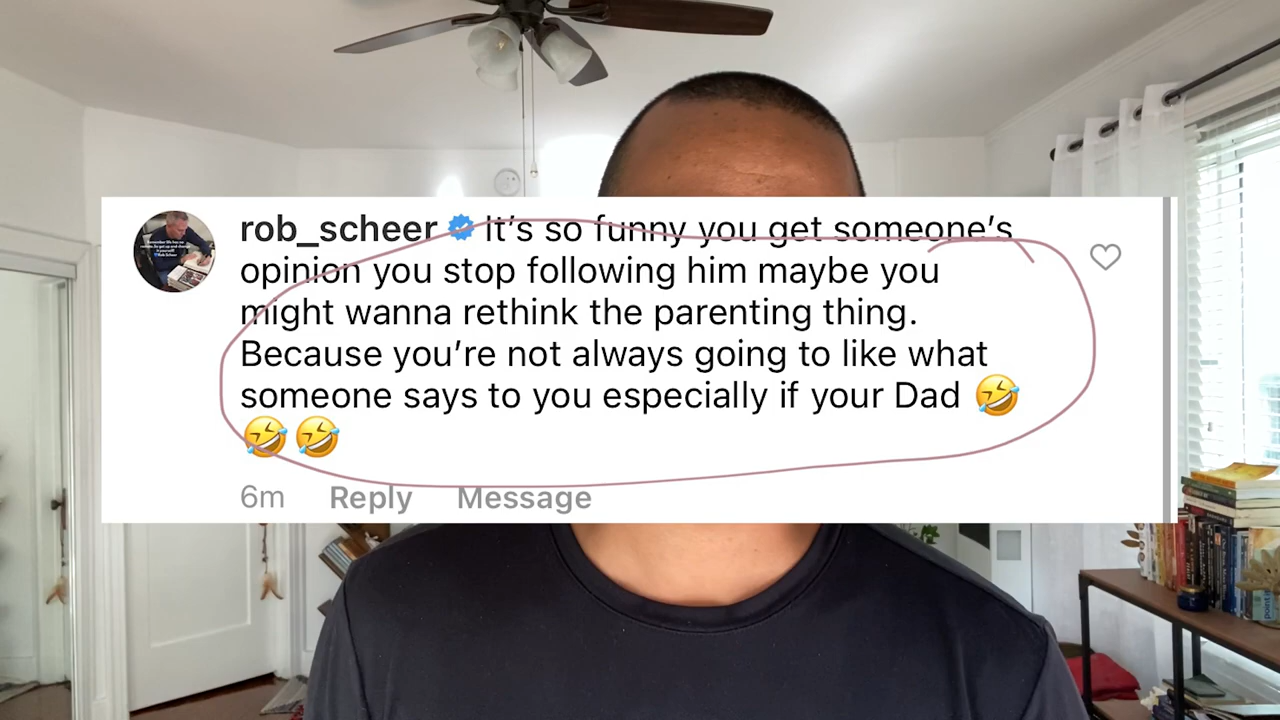 rob_scheer It’s so funny you get someone’s
opinion you stop following him maybe you
might wanna rethink the parenting thing.
Because you’re not always going to like what
someone says to you especially if your Dad 🤣
🤣🤣
6m Reply Message